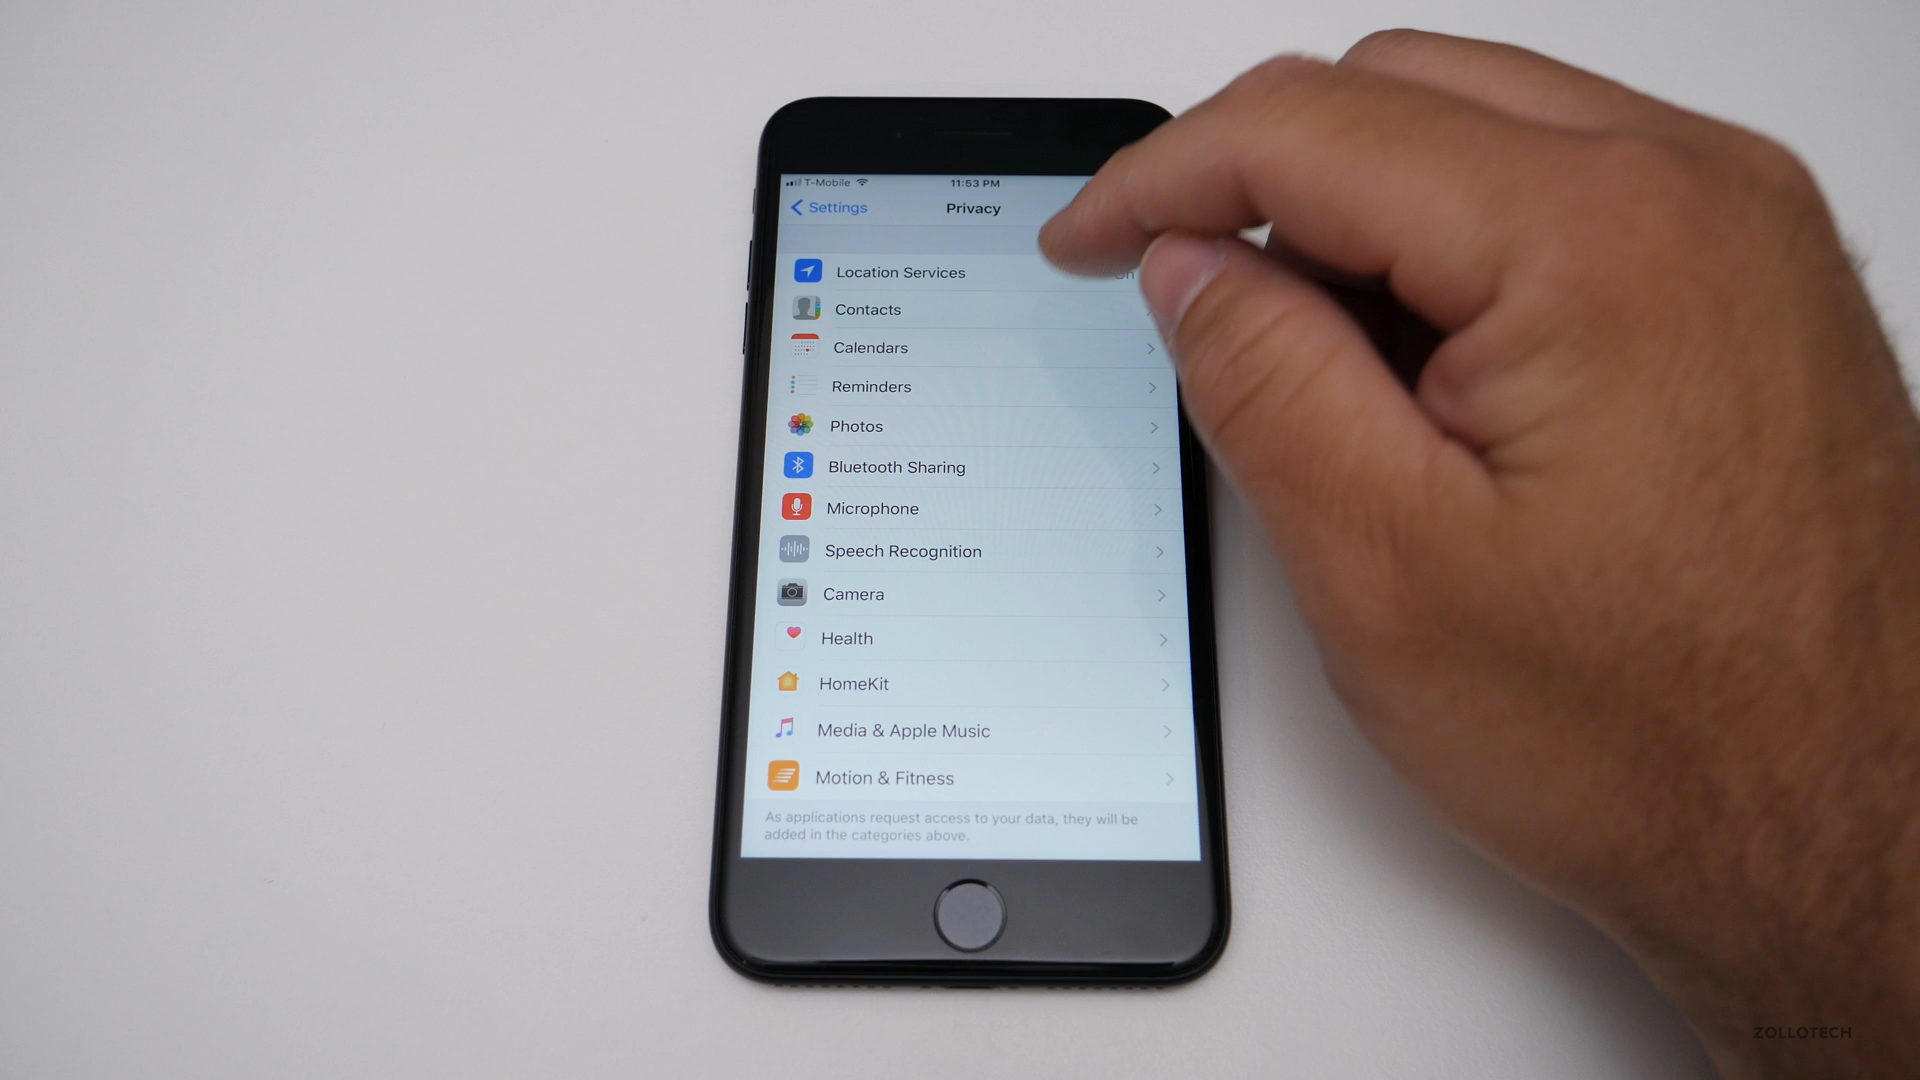 T-Mobile 11:53 PM
Settings Privacy
Location Services On
Contacts
Calendars
Reminders
Photos
Bluetooth Sharing
Microphone
Speech Recognition
Camera
Health
HomeKit
Media & Apple Music
Motion & Fitness
As applications request access to your data, they will be
added in the categories above.
ZOLLOTECH